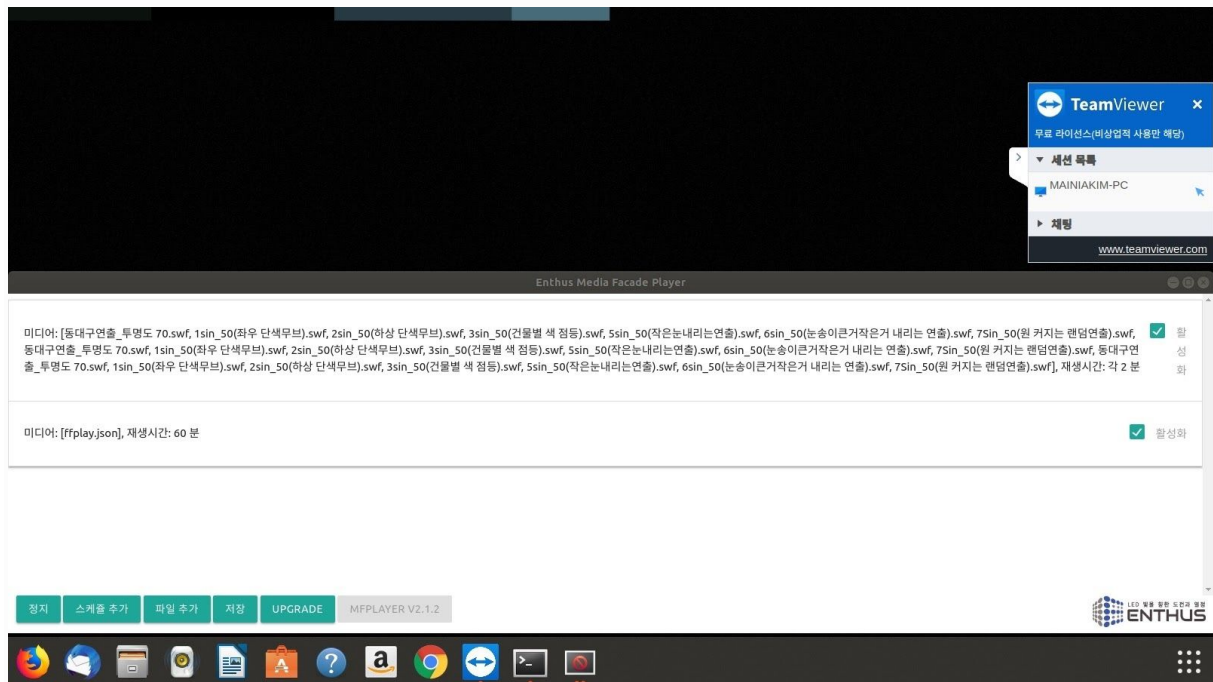 TeamViewer ×
무료 라이선스(비상업적 사용만 해당)
세션 목록
MAINIAKIM-PC
채팅
www.teamviewer.com
Enthus Media Facade Player
미디어: [동대구연출_투명도 70.swf, 1sin_50(좌우 단색무브).swf, 2sin_50(하상 단색무브).swf, 3sin_50(건물별 색 점등).swf, 5sin_50(작은눈내리는연출).swf, 6sin_50(눈송이큰거작은거 내리는 연출).swf, 7Sin_50(원 커지는 랜덤연출).swf,
동대구연출_투명도 70.swf, 1sin_50(좌우 단색무브).swf, 2sin_50(하상 단색무브).swf, 3sin_50(건물별 색 점등).swf, 5sin_50(작은눈내리는연출).swf, 6sin_50(눈송이큰거작은거 내리는 연출).swf, 7Sin_50(원 커지는 랜덤연출).swf, 동대구연
출_투명도 70.swf, 1sin_50(좌우 단색무브).swf, 2sin_50(하상 단색무브).swf, 3sin_50(건물별 색 점등).swf, 5sin_50(작은눈내리는연출).swf, 6sin_50(눈송이큰거작은거 내리는 연출).swf, 7Sin_50(원 커지는 랜덤연출).swf], 재생시간: 각 2 분
활
성
화
미디어: [ffplay.json], 재생시간: 60 분
활성화
정지 스케쥴 추가 파일 추가 저장 UPGRADE MFPLAYER V2.1.2
LED 빛을 향한 도전과 열정
ENTHUS